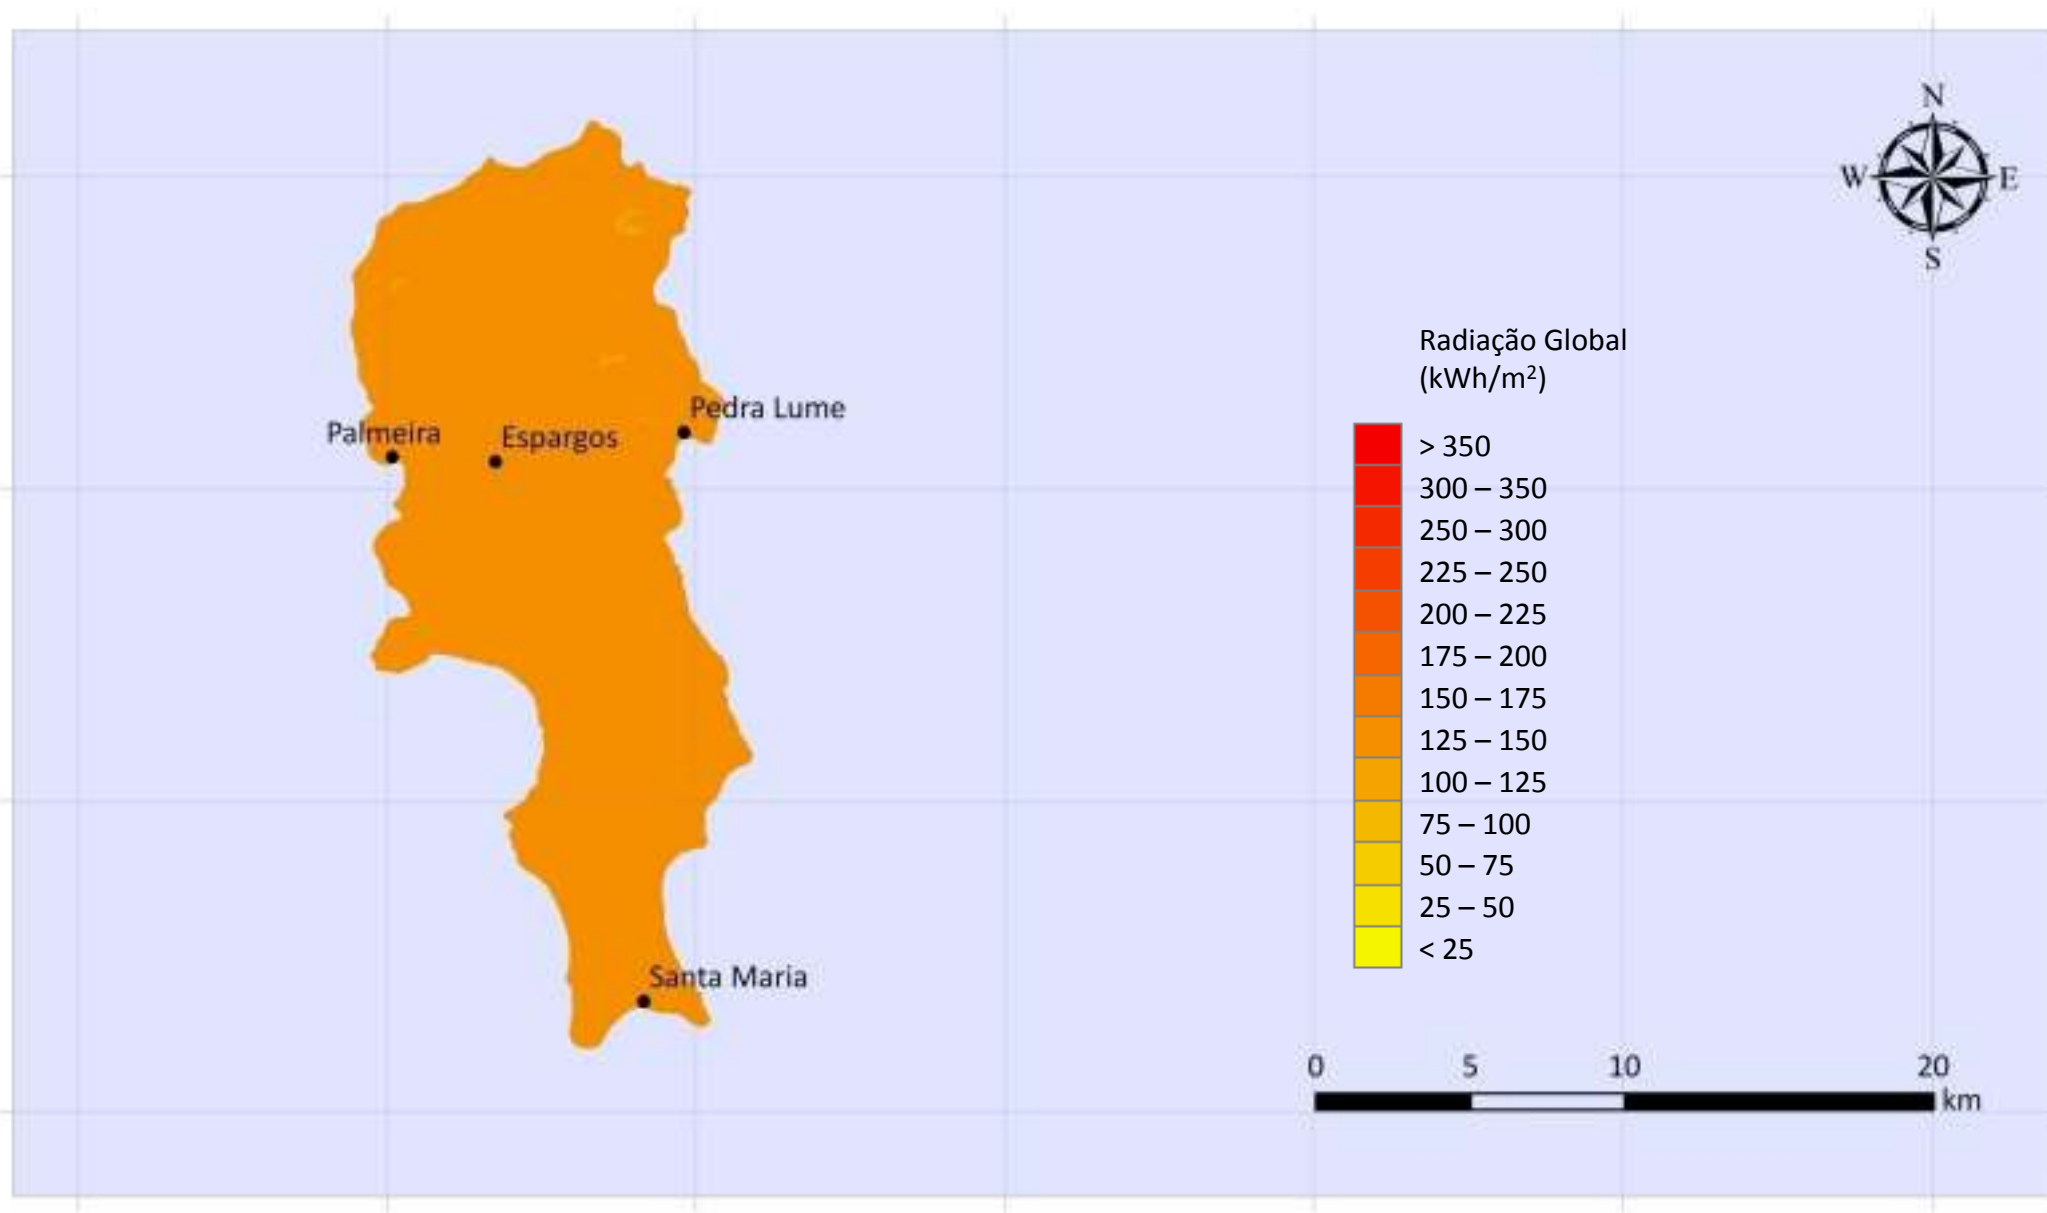 N
W E
S
Radiação Global
(kWh/m²)
Pedra Lume
Palmeira
Espargos
> 350
300 – 350
250 – 300
225 – 250
200 – 225
175 – 200
150 – 175
125 – 150
100 – 125
75 – 100
50 – 75
25 – 50
< 25
Santa Maria
0 5 10 20
km